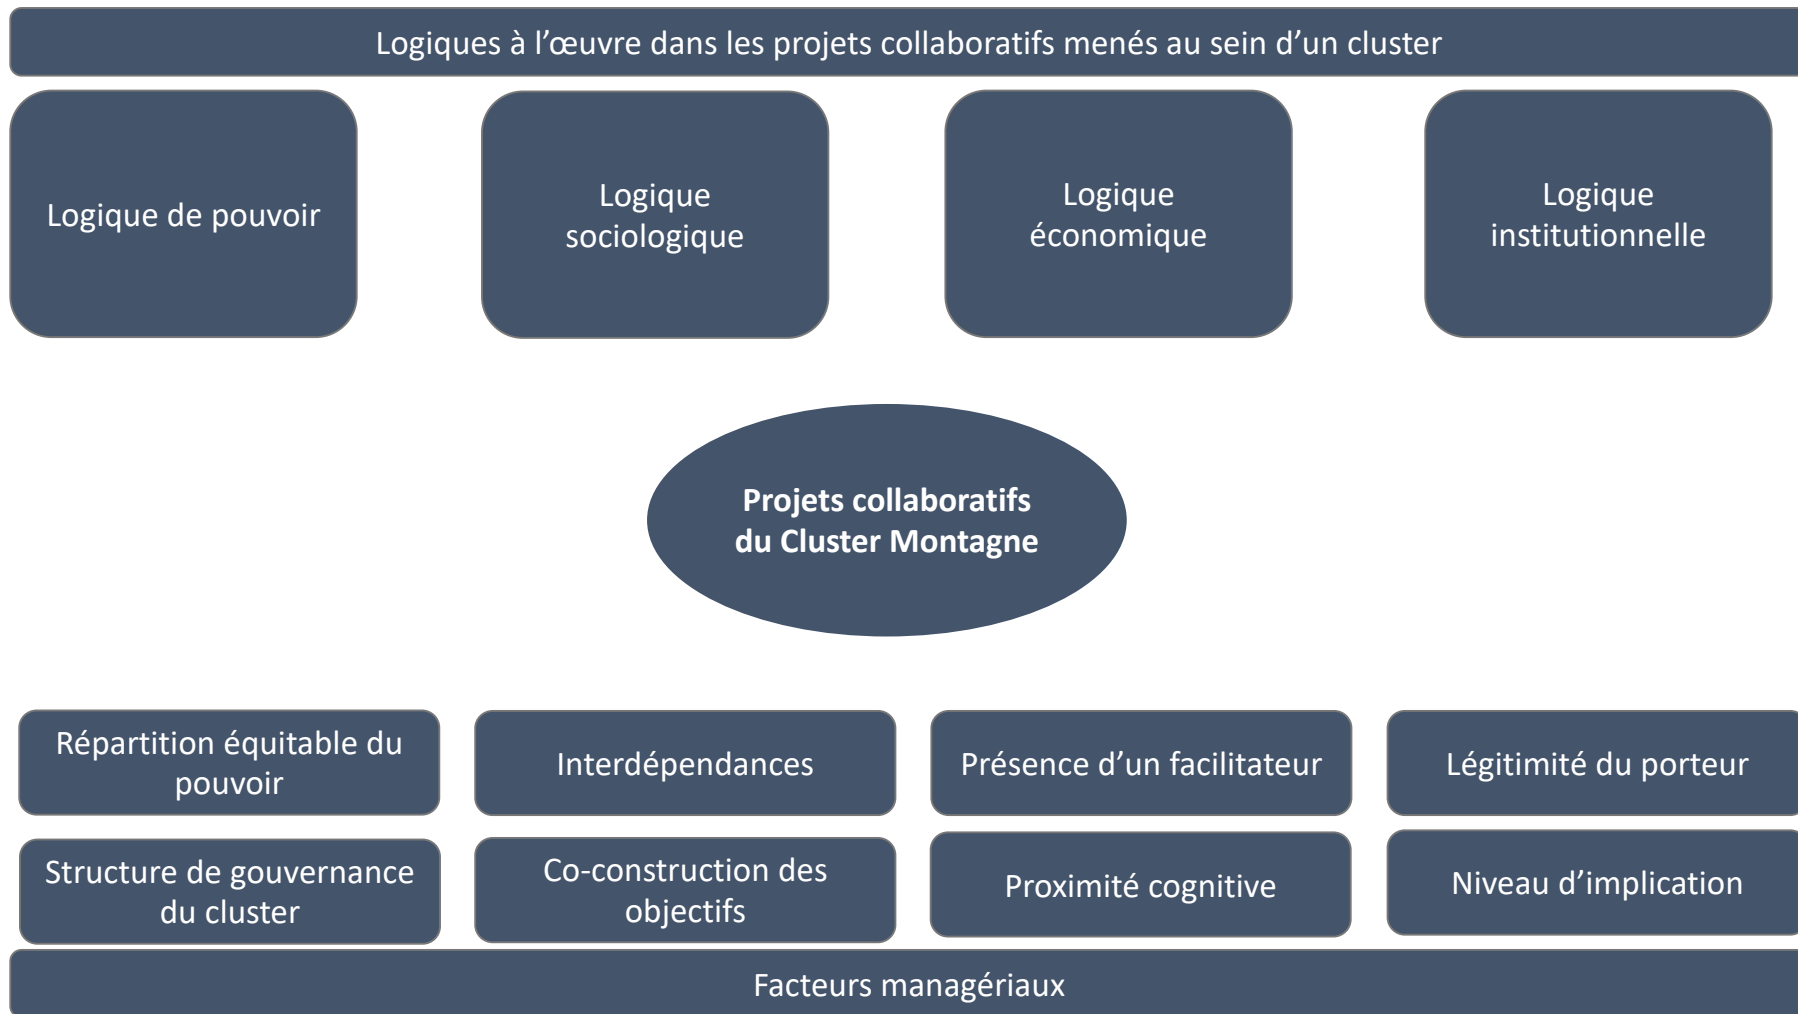 Logiques à l’œuvre dans les projets collaboratifs menés au sein d’un cluster
Logique de pouvoir
Logique
sociologique
Logique
économique
Logique
institutionnelle
Projets collaboratifs
du Cluster Montagne
Répartition équitable du
pouvoir
Interdépendances
Présence d’un facilitateur
Légitimité du porteur
Structure de gouvernance
du cluster
Co-construction des
objectifs
Proximité cognitive
Niveau d’implication
Facteurs managériaux